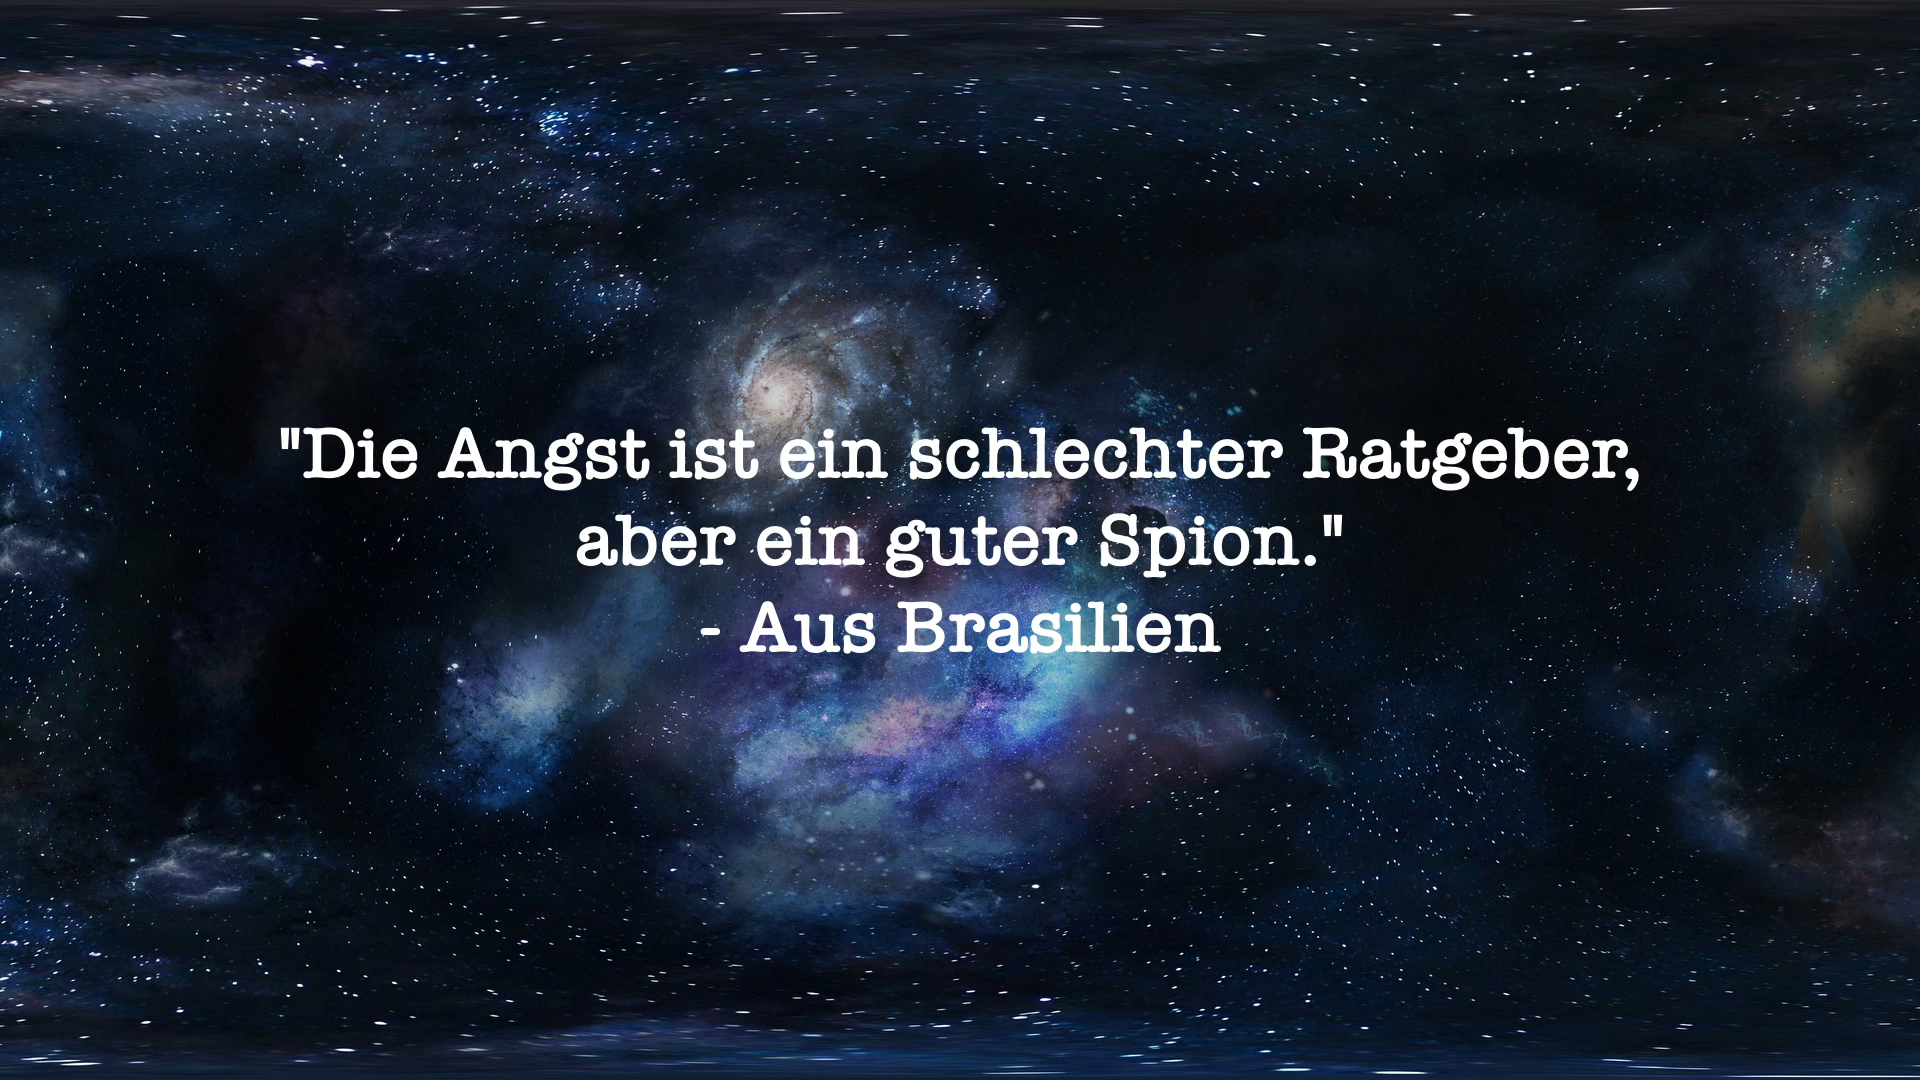 "Die Angst ist ein schlechter Ratgeber,
aber ein guter Spion."
- Aus Brasilien